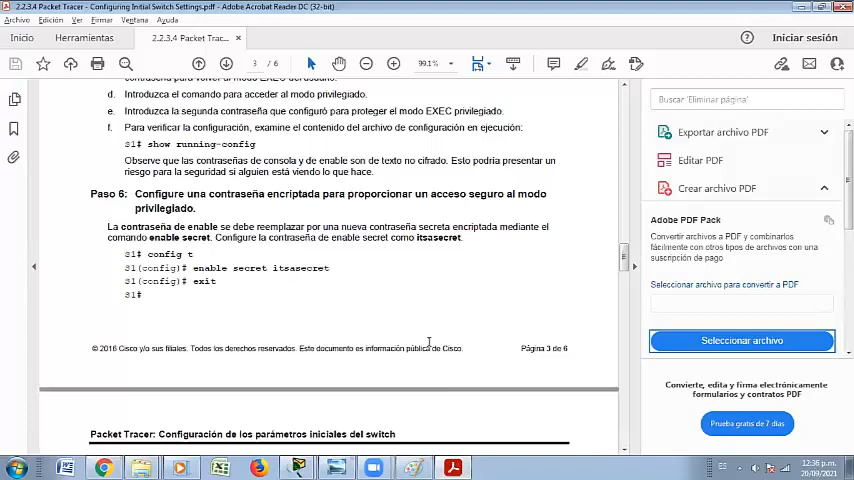 2.2.3.4 Packet Tracer - Configuring Initial Switch Settings.pdf - Adobe Acrobat Reader DC (32-bit)
Archivo Edición Ver Firmar Ventana Ayuda
Inicio Herramientas 2.2.3.4 Packet Trac... × Iniciar sesión
3 / 6 99.1%
contraseña para volver al modo EXEC del usuario.
d. Introduzca el comando para acceder al modo privilegiado.
e. Introduzca la segunda contraseña que configuró para proteger el modo EXEC privilegiado.
f. Para verificar la configuración, examine el contenido del archivo de configuración en ejecución:
S1# show running-config
Observe que las contraseñas de consola y de enable son de texto no cifrado. Esto podría presentar un
riesgo para la seguridad si alguien está viendo lo que hace.
Paso 6: Configure una contraseña encriptada para proporcionar un acceso seguro al modo
privilegiado.
La contraseña de enable se debe reemplazar por una nueva contraseña secreta encriptada mediante el
comando enable secret. Configure la contraseña de enable secret como itsasecret.
S1# config t
S1(config)# enable secret itsasecret
S1(config)# exit
S1#
© 2016 Cisco y/o sus filiales. Todos los derechos reservados. Este documento es información pública de Cisco. Página 3 de 6
Packet Tracer: Configuración de los parámetros iniciales del switch
Buscar 'Eliminar página'
Exportar archivo PDF
Editar PDF
Crear archivo PDF
Adobe PDF Pack
Convertir archivos a PDF y combinarlos
fácilmente con otros tipos de archivo con una
suscripción de pago
Seleccionar archivo para convertir a PDF
Seleccionar archivo
Convierte, edita y firma electrónicamente
formularios y contratos PDF
Prueba gratis de 7 días
ES
12:36 p.m.
20/09/2021